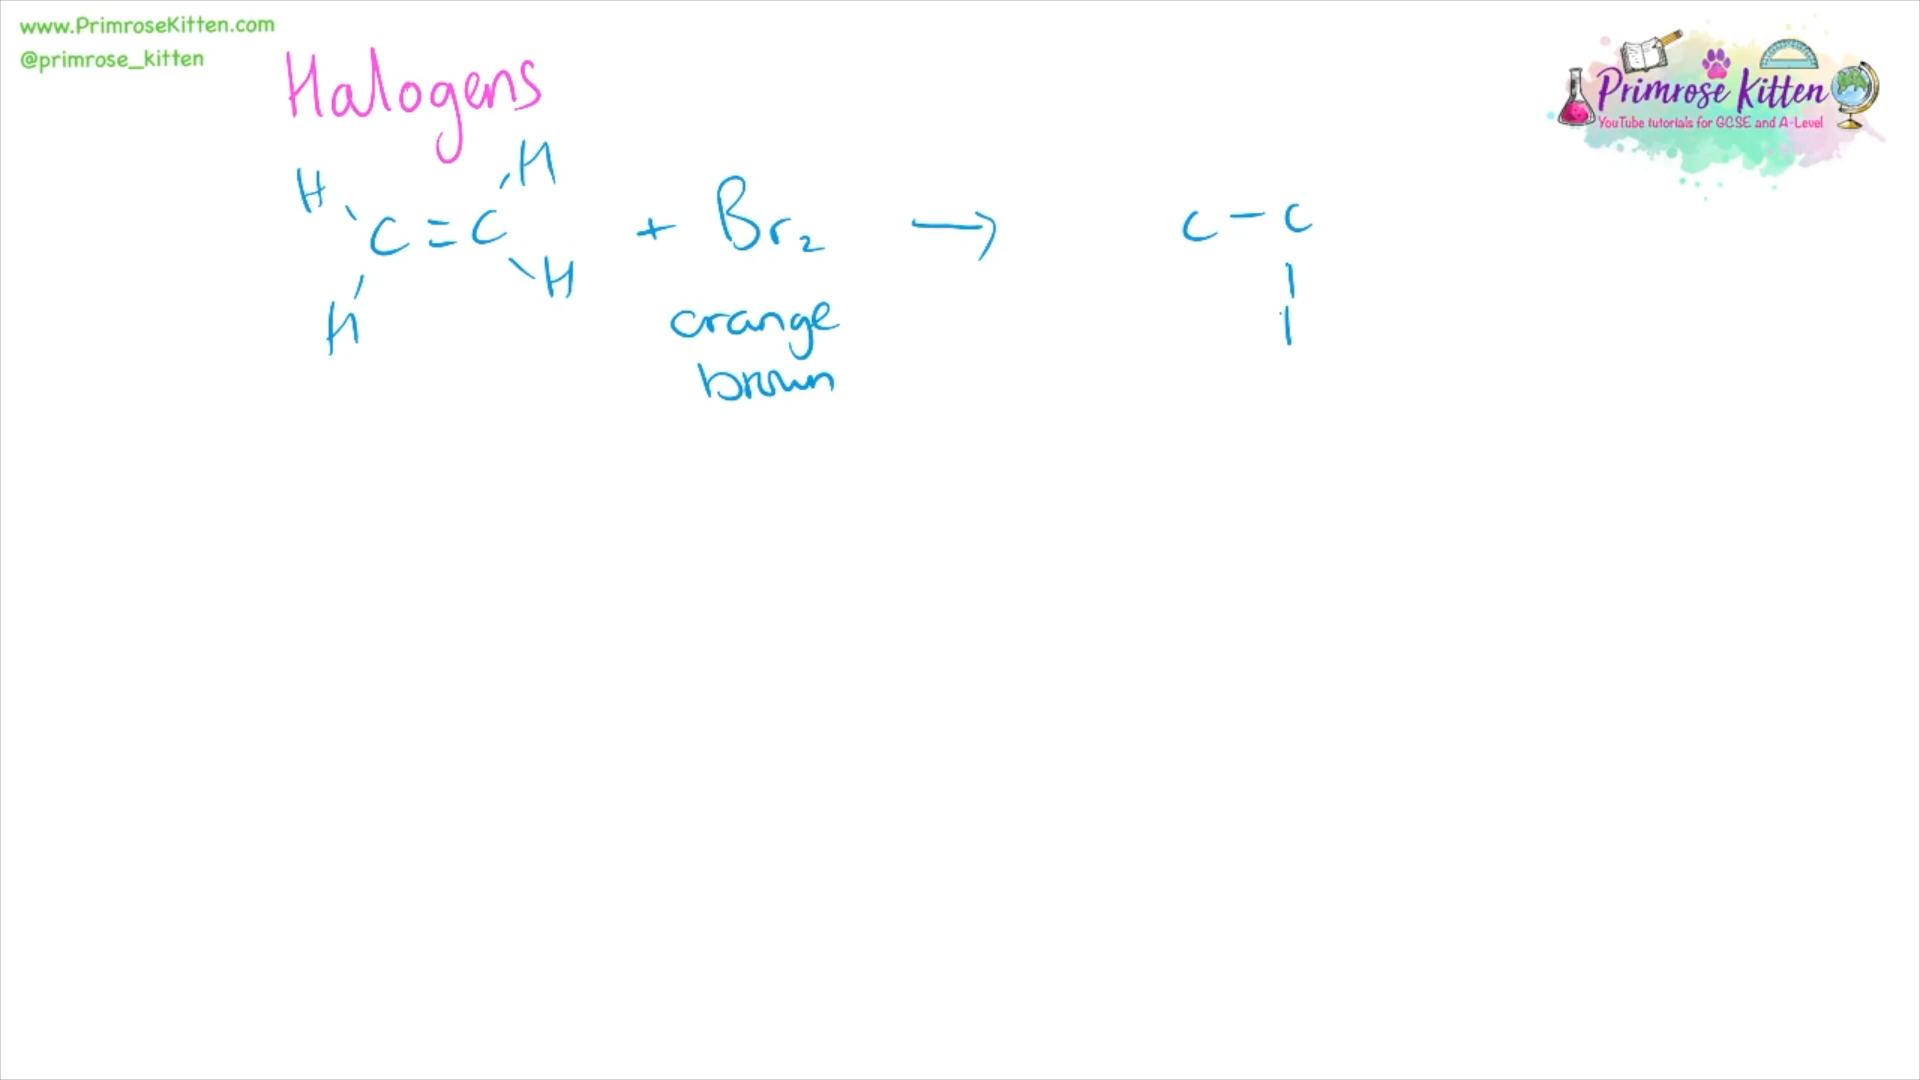 www.PrimroseKitten.com
@primrose_kitten
Primrose Kitten
YouTube tutorials for GCSE and A-Level
Halogens
H H
C = C + Br₂ → C - C
H H
orange
brown